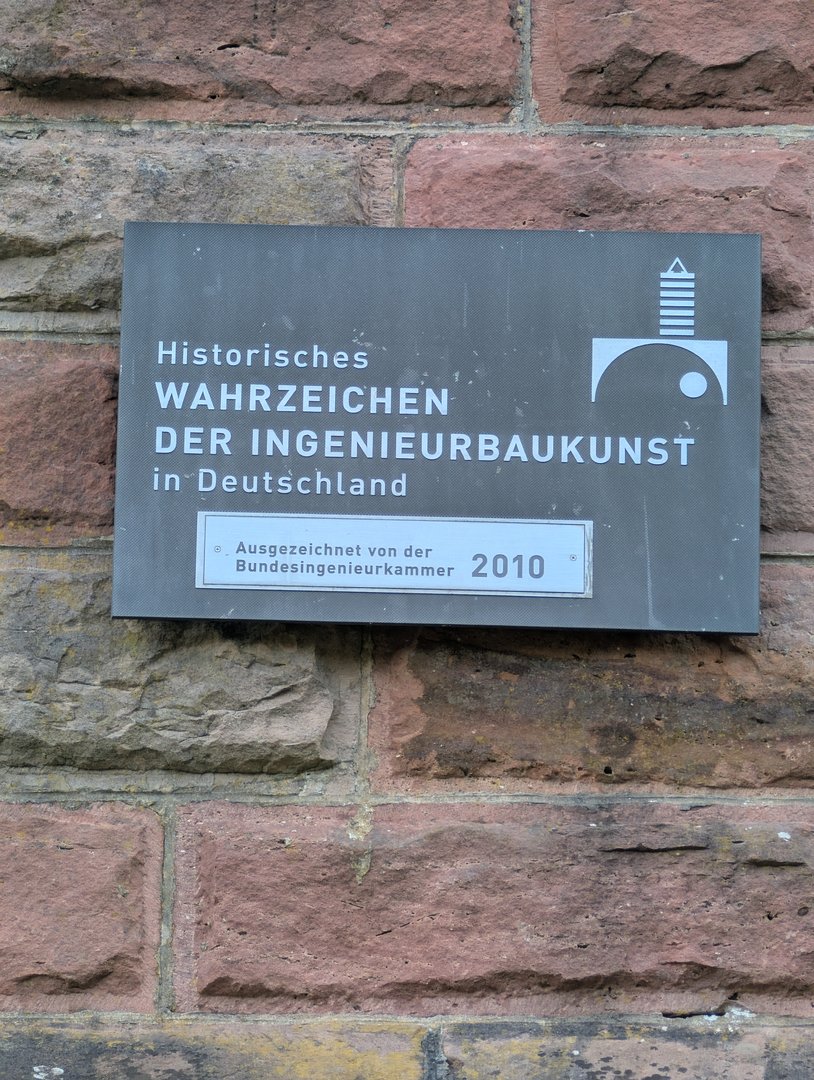 Historisches
WAHRZEICHEN
DER INGENIEURBAUKUNST
in Deutschland
Ausgezeichnet von der
Bundesingenieurkammer 2010